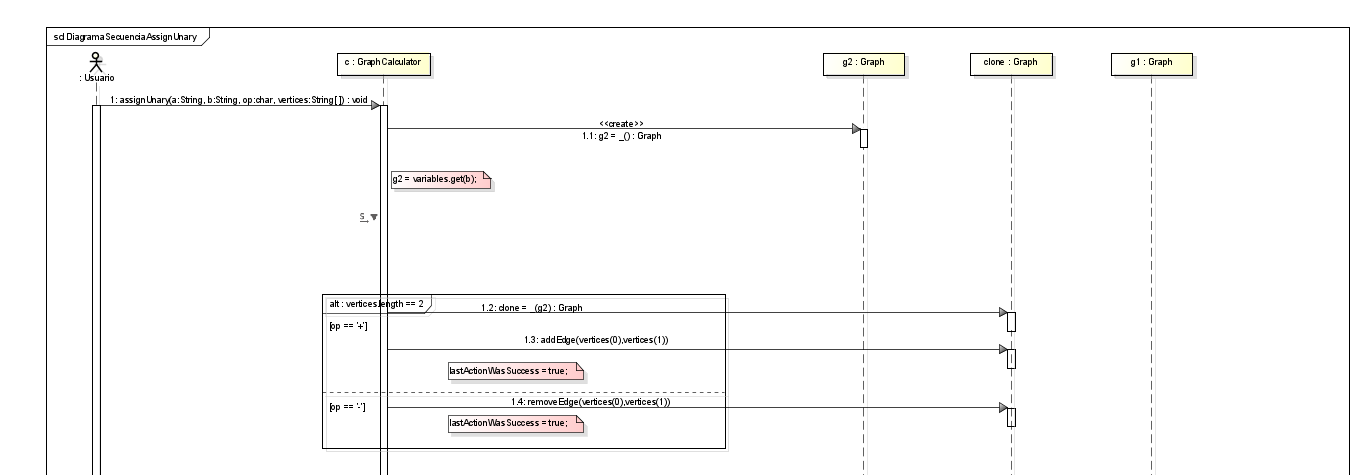 sd DiagramaSecuenciaAssignUnary
c : GraphCalculator
g2 : Graph
clone : Graph
g1 : Graph
: Usuario
1: assignUnary(a:String, b:String, op:char, vertices:String[]) : void
<<create>>
1.1: g2 = _() : Graph
g2 = variables.get(b);
S_
alt : vertices.length == 2
1.2: clone = _(g2) : Graph
[op == '+']
1.3: addEdge(vertices(0),vertices(1))
lastActionWasSuccess = true;
1.4: removeEdge(vertices(0),vertices(1))
[op == '-']
lastActionWasSuccess = true;